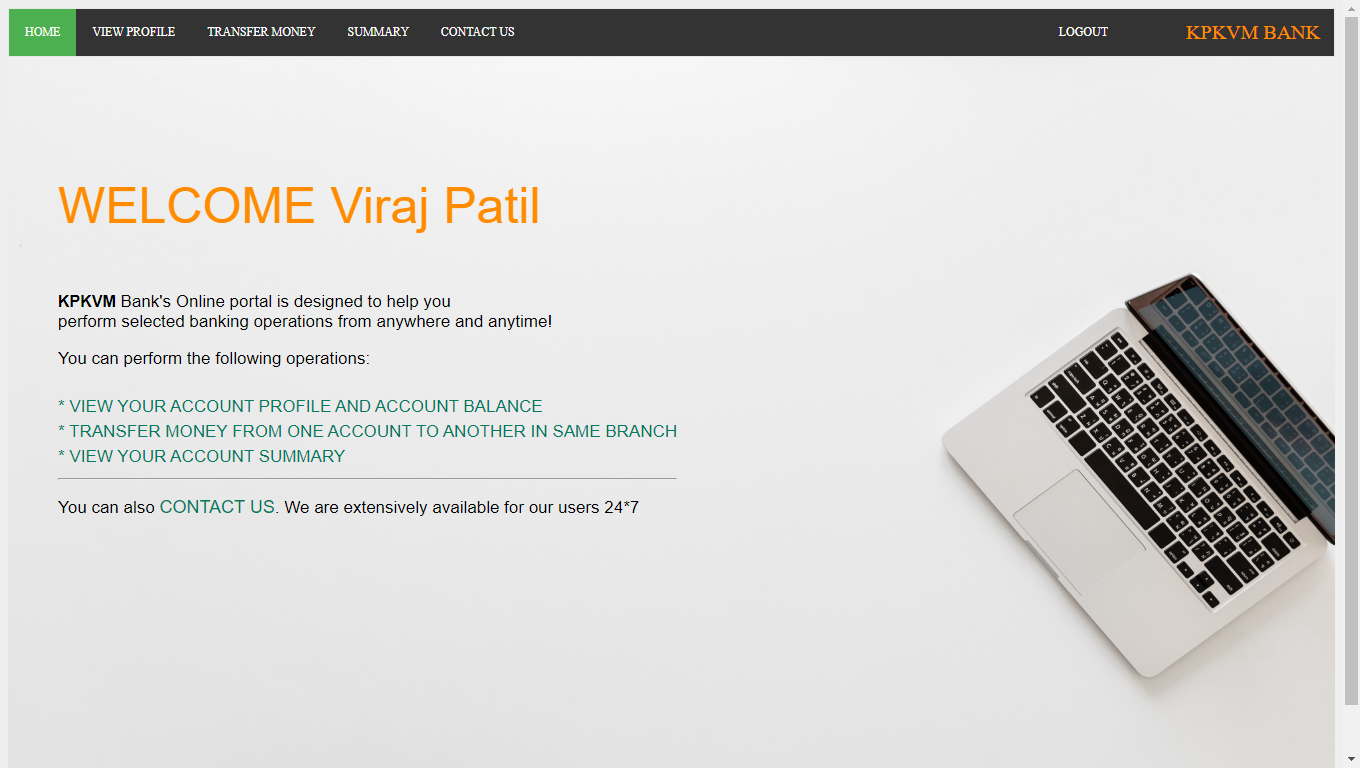 HOME VIEW PROFILE TRANSFER MONEY SUMMARY CONTACT US LOGOUT KPKVM BANK
WELCOME Viraj Patil
KPKVM Bank's Online portal is designed to help you
perform selected banking operations from anywhere and anytime!
You can perform the following operations:
* VIEW YOUR ACCOUNT PROFILE AND ACCOUNT BALANCE
* TRANSFER MONEY FROM ONE ACCOUNT TO ANOTHER IN SAME BRANCH
* VIEW YOUR ACCOUNT SUMMARY
You can also CONTACT US. We are extensively available for our users 24*7